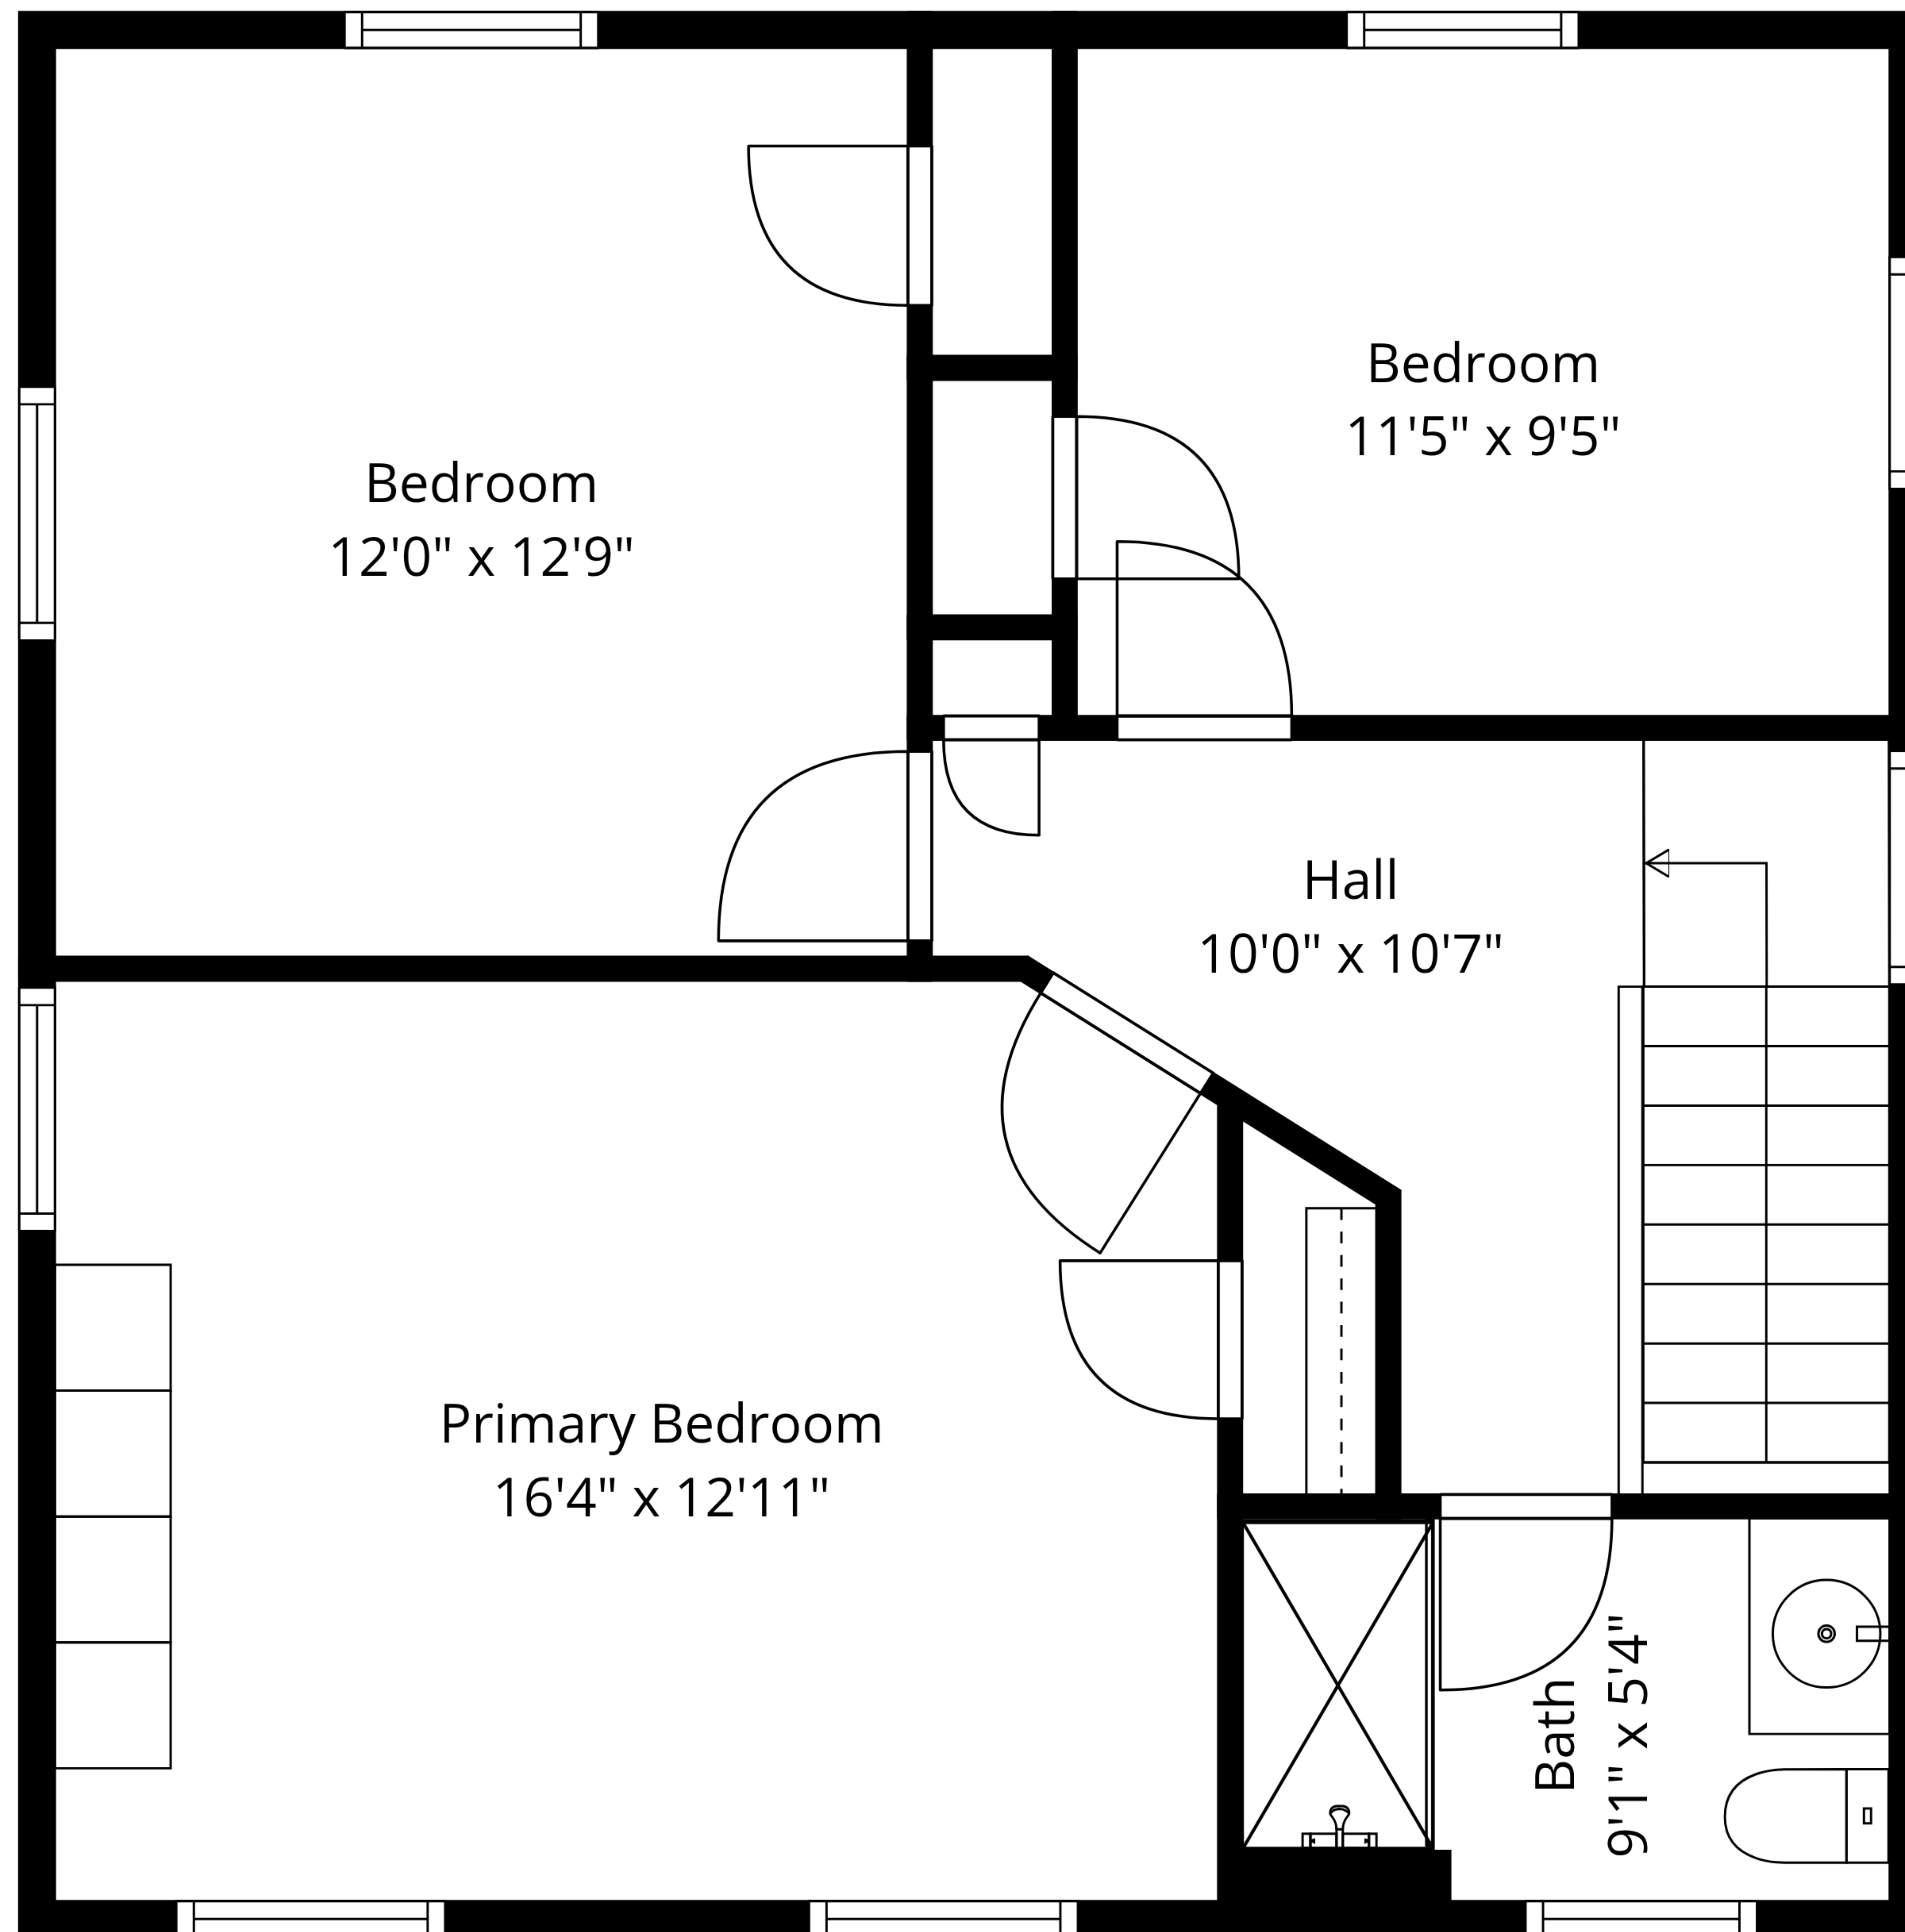 Bedroom
11'5" x 9'5"
Bedroom
12'0" x 12'9"
Hall
10'0" x 10'7"
Primary Bedroom
16'4" x 12'11"
Bath
9'1" x 5'4"